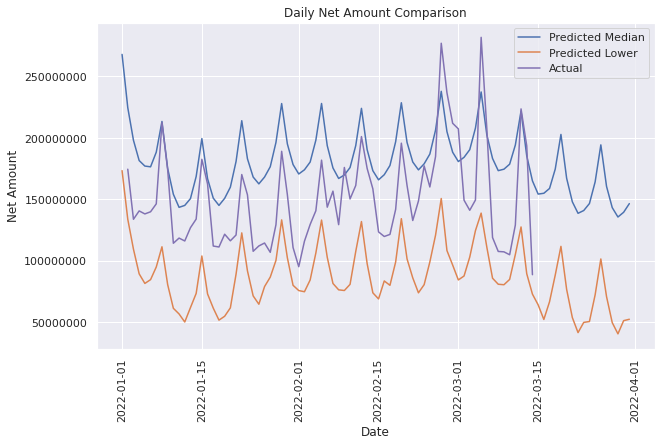 Daily Net Amount Comparison
Predicted Median
Predicted Lower
Actual
Net Amount
250000000
200000000
150000000
100000000
50000000
2022-01-01
2022-01-15
2022-02-01
2022-02-15
2022-03-01
2022-03-15
2022-04-01
Date